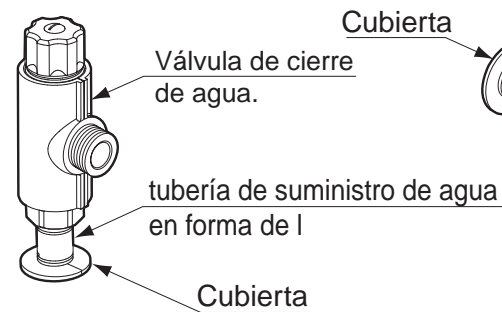 Cubierta
Válvula de cierre
de agua.
tubería de suministro de agua
en forma de l
Cubierta